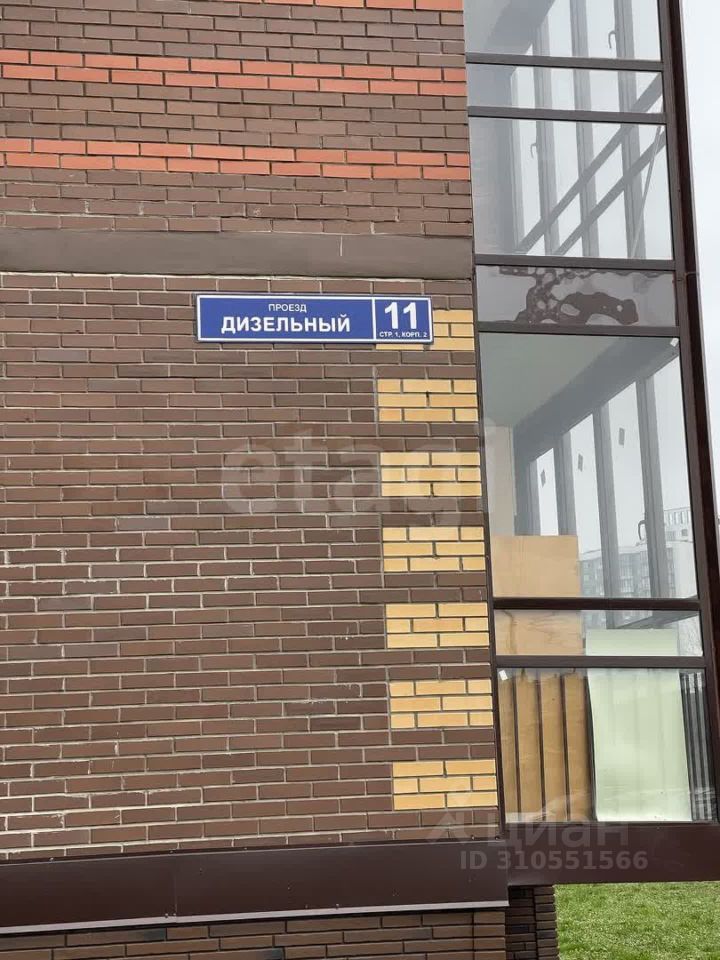 ПРОЕЗД
ДИЗЕЛЬНЫЙ
11
СТР. 1, КОРП. 2
etagi
циан
ID 310551566